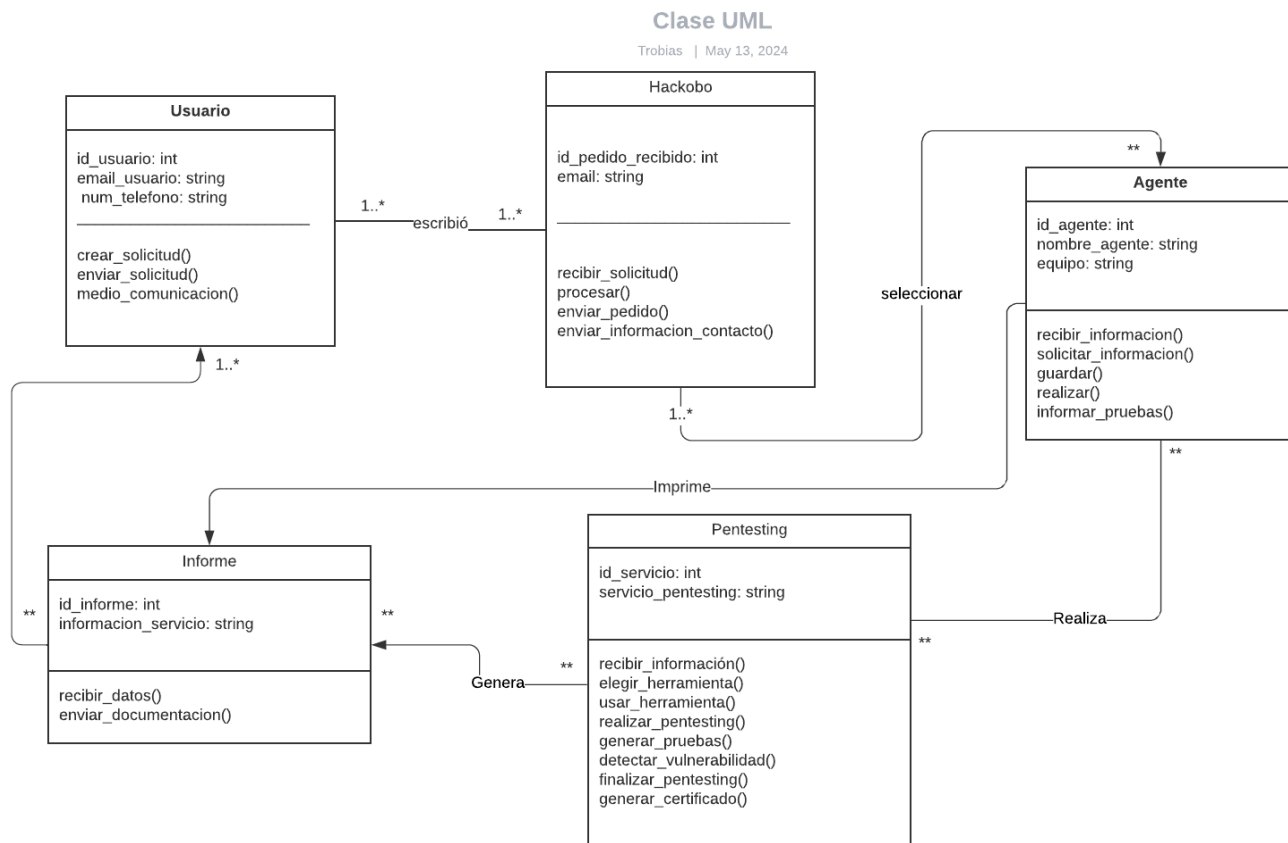 Clase UML
Trobias | May 13, 2024
Usuario
id_usuario: int
email_usuario: string
num_telefono: string
crear_solicitud()
enviar_solicitud()
medio_comunicacion()
1..*
escribió
1..*
Hackobo
id_pedido_recibido: int
email: string
recibir_solicitud()
procesar()
enviar_pedido()
enviar_informacion_contacto()
1..*
seleccionar
**
Agente
id_agente: int
nombre_agente: string
equipo: string
recibir_informacion()
solicitar_informacion()
guardar()
realizar()
informar_pruebas()
**
1..*
Imprime
Informe
id_informe: int
informacion_servicio: string
recibir_datos()
enviar_documentacion()
**
**
Genera
**
Pentesting
id_servicio: int
servicio_pentesting: string
recibir_información()
elegir_herramienta()
usar_herramienta()
realizar_pentesting()
generar_pruebas()
detectar_vulnerabilidad()
finalizar_pentesting()
generar_certificado()
Realiza
**